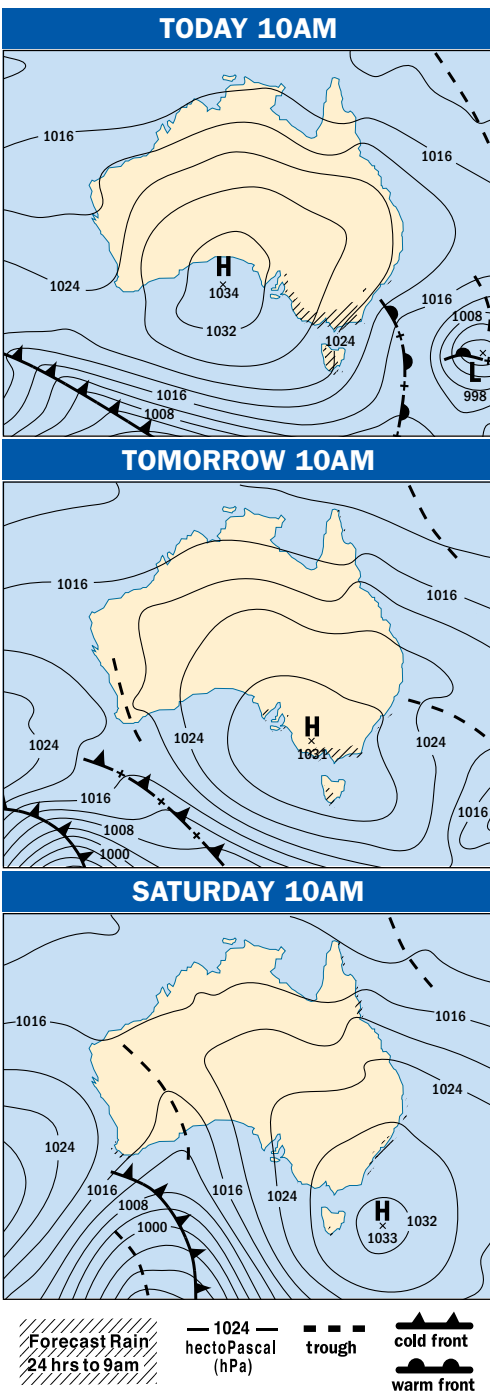 TODAY 10AM
1016
1016
1024
H
1034
1032
1016
1008
1024
1016
1008
L
998
TOMORROW 10AM
1016
1016
H
1024
1024
1024
1031
1016
1016
1008
1000
SATURDAY 10AM
1016
1016
1024
1024
1016
1016
1024
1008
H
1032
1000
1033
Forecast Rain
24 hrs to 9am
1024
hectoPascal
(hPa)
trough
cold front
warm front